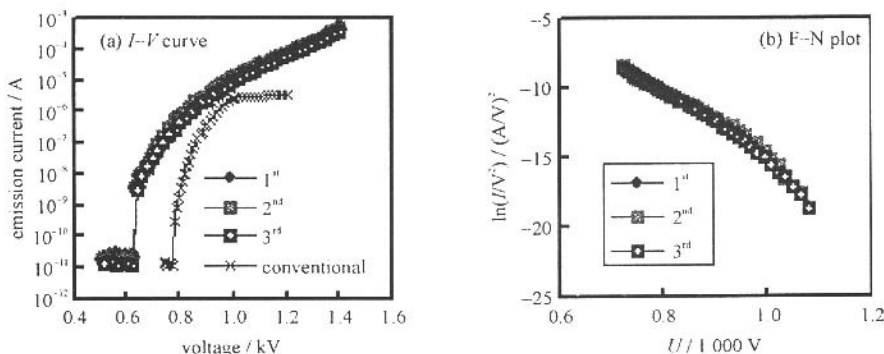 (a) I--V curve
emission current / A
10⁻³
10⁻⁴
10⁻⁵
10⁻⁶
10⁻⁷
10⁻⁸
10⁻⁹
10⁻¹⁰
10⁻¹¹
10⁻¹²
1st
2nd
3rd
conventional
0.4 0.6 0.8 1.0 1.2 1.4 1.6
voltage / kV
(b) F--N plot
ln(I/V²) / (A/V)²
−5
−10
−15
−20
−25
1st
2nd
3rd
0.6 0.8 1.0 1.2
U / 1 000 V